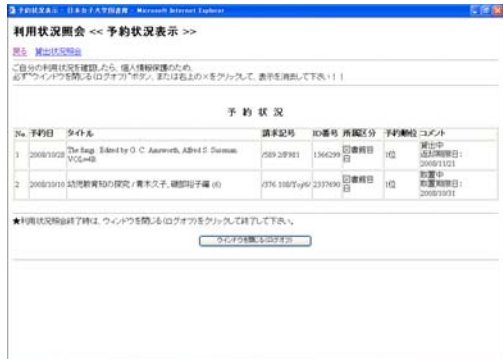 予約状況表示 - 日本女子大学図書館 - Microsoft Internet Explorer
利用状況照会 << 予約状況表示 >>
戻る 貸出状況照会
ご自分の利用状況を確認したら、個人情報保護のため、
必ず"ウインドウを閉じる(ログオフ)"ボタン、または右上の×をクリックして、表示を消去して下さい！！
予 約 状 況
No. 予約日 タイトル 請求記号 ID番号 所蔵区分 予約順位 コメント
1 2008/10/28 The fungi / Edited by G. C. Ainsworth, Alfred S. Sussman VOL=4B. /589.2/F981 1366299 図書館目白 1位 貸出中 返却期限日: 2008/11/21
2 2008/10/10 幼児教育知の探究 / 青木久子, 磯部裕子編 (6) /376.108/Yoj/6/ 2337690 図書館目白 1位 取置中 取置期限日: 2008/10/31
★利用状況照会終了時は、ウィンドウを閉じる(ログオフ)をクリックして終了して下さい。
ウィンドウを閉じる(ログオフ)